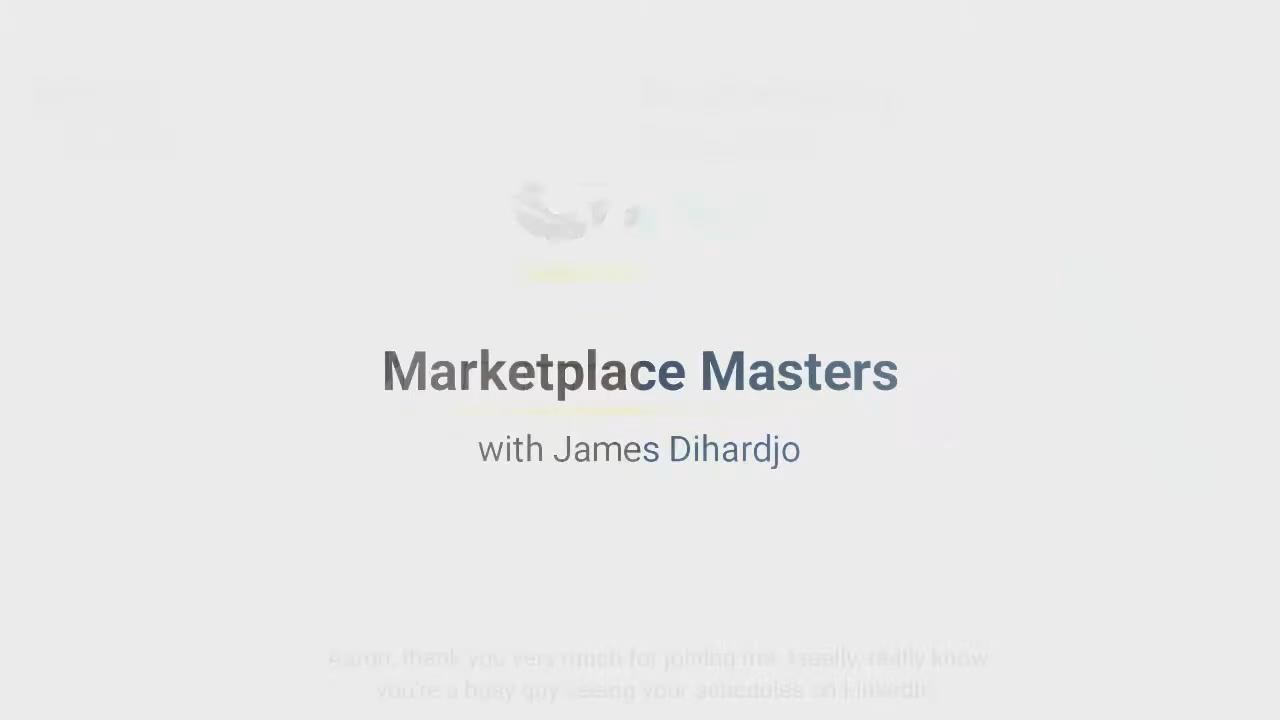 Marketplace Masters
with James Dihardjo
Aaron, thank you very much for joining me. I really, really know
you're a busy guy seeing your schedules on LinkedIn.